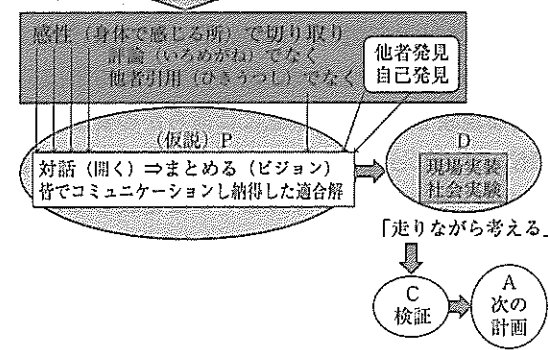 感性（身体で感じる所）で切り取り
評論（いろめがね）でなく
他者引用（ひきうつし）でなく
他者発見
自己発見
（仮説）P
対話（開く）⇒まとめる（ビジョン）
皆でコミュニケーションし納得した適合解
D
現場実装
社会実験
「走りながら考える」
C
検証
A
次の
計画